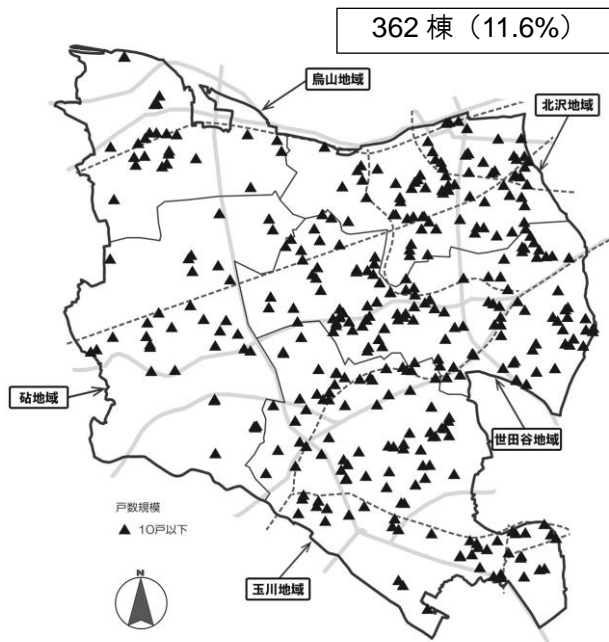 362 棟（11.6%）
烏山地域
北沢地域
砧地域
世田谷地域
戸数規模
▲ 10戸以下
玉川地域
N